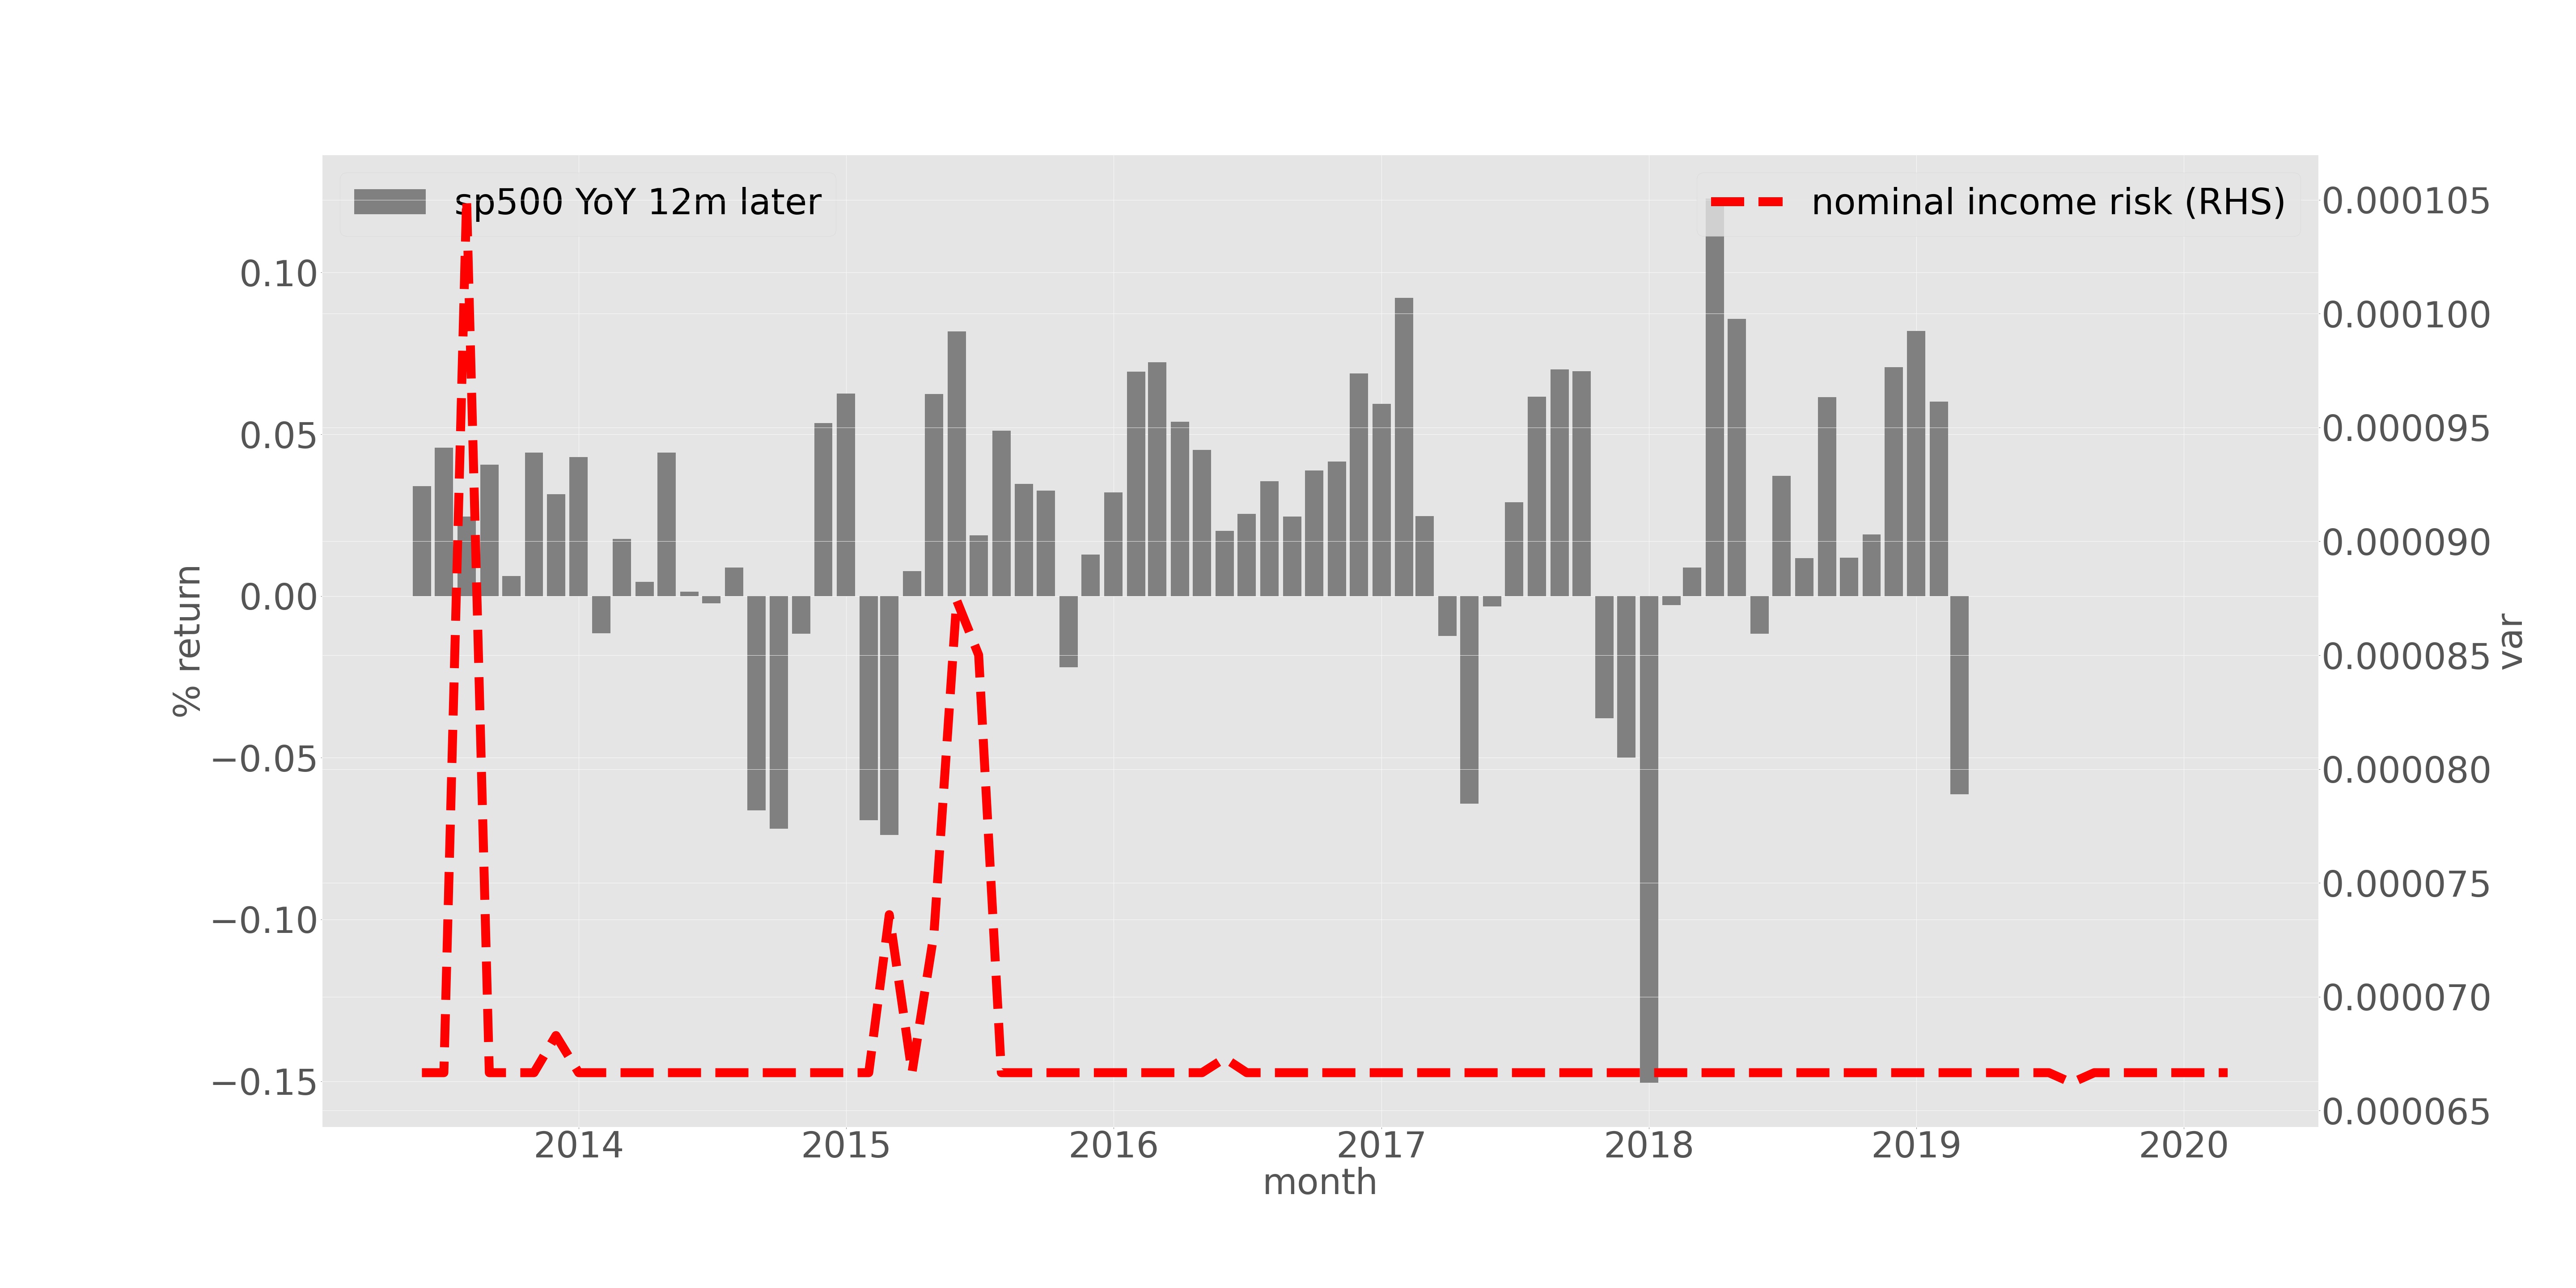 sp500 YoY 12m later
nominal income risk (RHS)
0.10
0.05
0.00
−0.05
−0.10
−0.15
% return
0.000105
0.000100
0.000095
0.000090
0.000085
0.000080
0.000075
0.000070
0.000065
var
2014 2015 2016 2017 2018 2019 2020
month